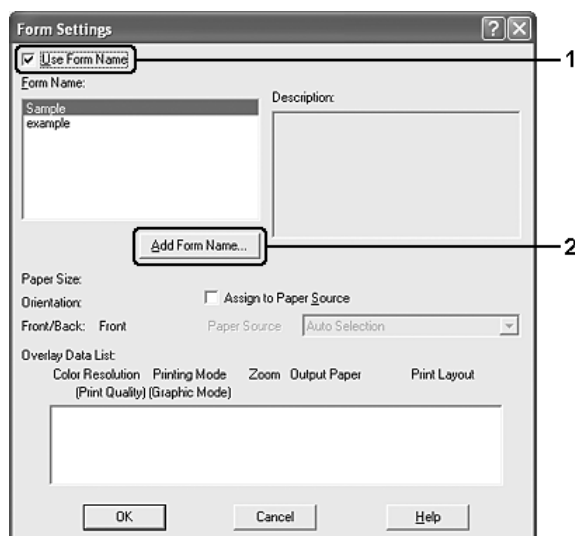 Form Settings
Use Form Name
1
Form Name:
Description:
Sample
example
Add Form Name...
2
Paper Size:
Orientation:
Assign to Paper Source
Front/Back: Front
Paper Source
Auto Selection
Overlay Data List:
Color Resolution Printing Mode Zoom Output Paper Print Layout
(Print Quality) (Graphic Mode)
OK
Cancel
Help